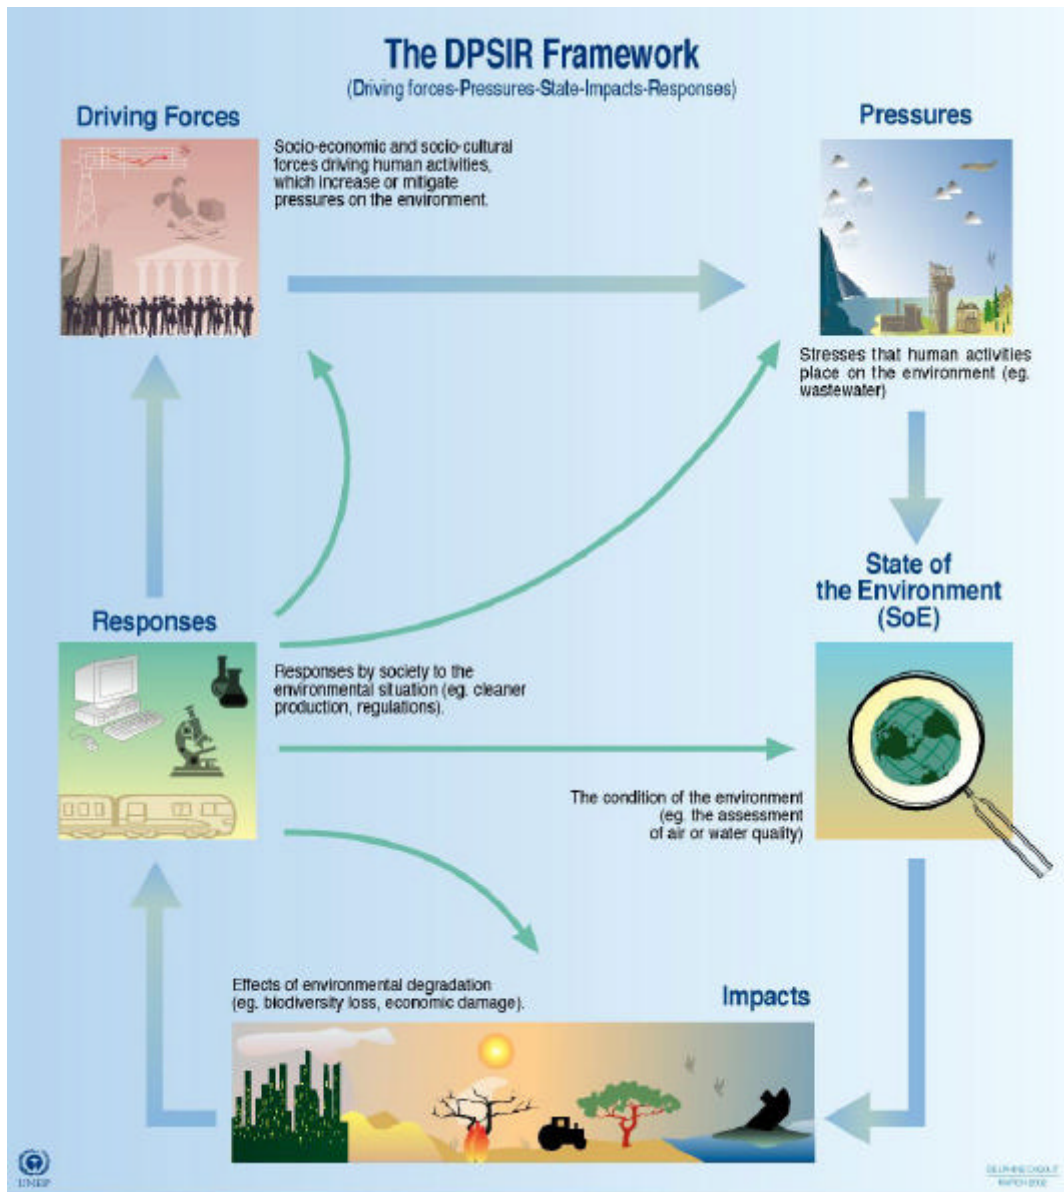 The DPSIR Framework
(Driving forces-Pressures-State-Impacts-Responses)
Driving Forces
Socio-economic and socio-cultural
forces driving human activities,
which increase or mitigate
pressures on the environment.
Pressures
Stresses that human activities
place on the environment (eg.
wastewater)
State of
the Environment
(SoE)
Responses
Responses by society to the
environmental situation (eg. cleaner
production, regulations).
The condition of the environment
(eg. the assessment
of air or water quality)
Effects of environmental degradation
(eg. biodiversity loss, economic damage).
Impacts
UNEP
MARCH